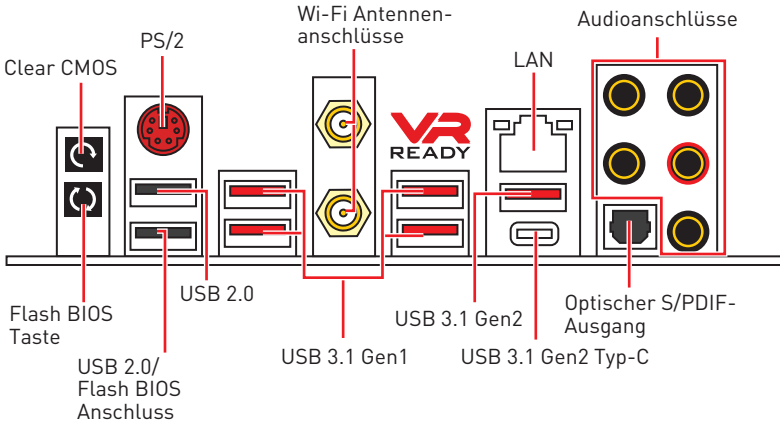 Wi-Fi Antennen-
anschlüsse
Audioanschlüsse
PS/2
LAN
Clear CMOS
VR
READY
Flash BIOS
Taste
USB 2.0
USB 2.0/
Flash BIOS
Anschluss
USB 3.1 Gen1
USB 3.1 Gen2
USB 3.1 Gen2 Typ-C
Optischer S/PDIF-
Ausgang